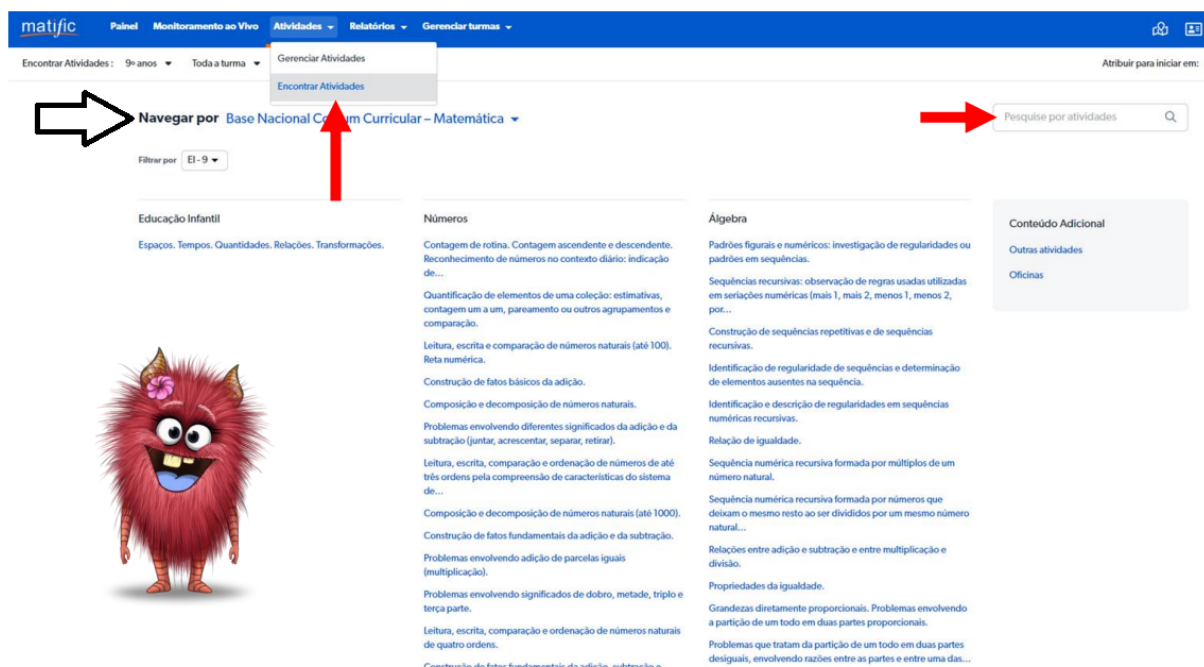 matific
Painel Monitoramento ao Vivo Atividades Relatórios Gerenciar turmas
Encontrar Atividades : 9º anos Toda a turma
Atribuir para iniciar em:
Gerenciar Atividades
Encontrar Atividades
Navegar por Base Nacional Comum Curricular – Matemática
Pesquise por atividades
Filtrar por EI - 9
Educação Infantil
Espaços. Tempos. Quantidades. Relações. Transformações.
Números
Contagem de rotina. Contagem ascendente e descendente.
Reconhecimento de números no contexto diário: indicação
de...
Quantificação de elementos de uma coleção: estimativas,
contagem um a um, pareamento ou outros agrupamentos e
comparação.
Leitura, escrita e comparação de números naturais (até 100).
Reta numérica.
Construção de fatos básicos da adição.
Composição e decomposição de números naturais.
Problemas envolvendo diferentes significados da adição e da
subtração (juntar, acrescentar, separar, retirar).
Leitura, escrita, comparação e ordenação de números de até
três ordens pela compreensão de características do sistema
de...
Composição e decomposição de números naturais (até 1000).
Construção de fatos fundamentais da adição e da subtração.
Problemas envolvendo adição de parcelas iguais
(multiplicação).
Problemas envolvendo significados de dobro, metade, triplo e
terça parte.
Leitura, escrita, comparação e ordenação de números naturais
de quatro ordens.
Construção de fatos fundamentais da adição, subtração e
Álgebra
Padrões figurais e numéricos: investigação de regularidades ou
padrões em sequências.
Sequências recursivas: observação de regras usadas utilizadas
em seriações numéricas (mais 1, mais 2, menos 1, menos 2,
por...
Construção de sequências repetitivas e de sequências
recursivas.
Identificação de regularidade de sequências e determinação
de elementos ausentes na sequência.
Identificação e descrição de regularidades em sequências
numéricas recursivas.
Relação de igualdade.
Sequência numérica recursiva formada por múltiplos de um
número natural.
Sequência numérica recursiva formada por números que
deixam o mesmo resto ao ser divididos por um mesmo número
natural...
Relações entre adição e subtração e entre multiplicação e
divisão.
Propriedades da igualdade.
Grandezas diretamente proporcionais. Problemas envolvendo
a partição de um todo em duas partes proporcionais.
Problemas que tratam da partição de um todo em duas partes
desiguais, envolvendo razões entre as partes e entre uma das...
Conteúdo Adicional
Outras atividades
Oficinas